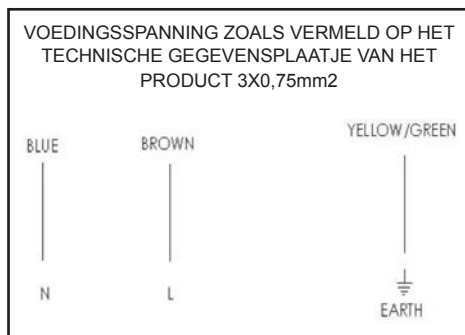 VOEDINGSSPANNING ZOALS VERMELD OP HET
TECHNISCHE GEGEVENSPLAATJE VAN HET
PRODUCT 3X0,75mm2
BLUE BROWN YELLOW/GREEN
N L
EARTH